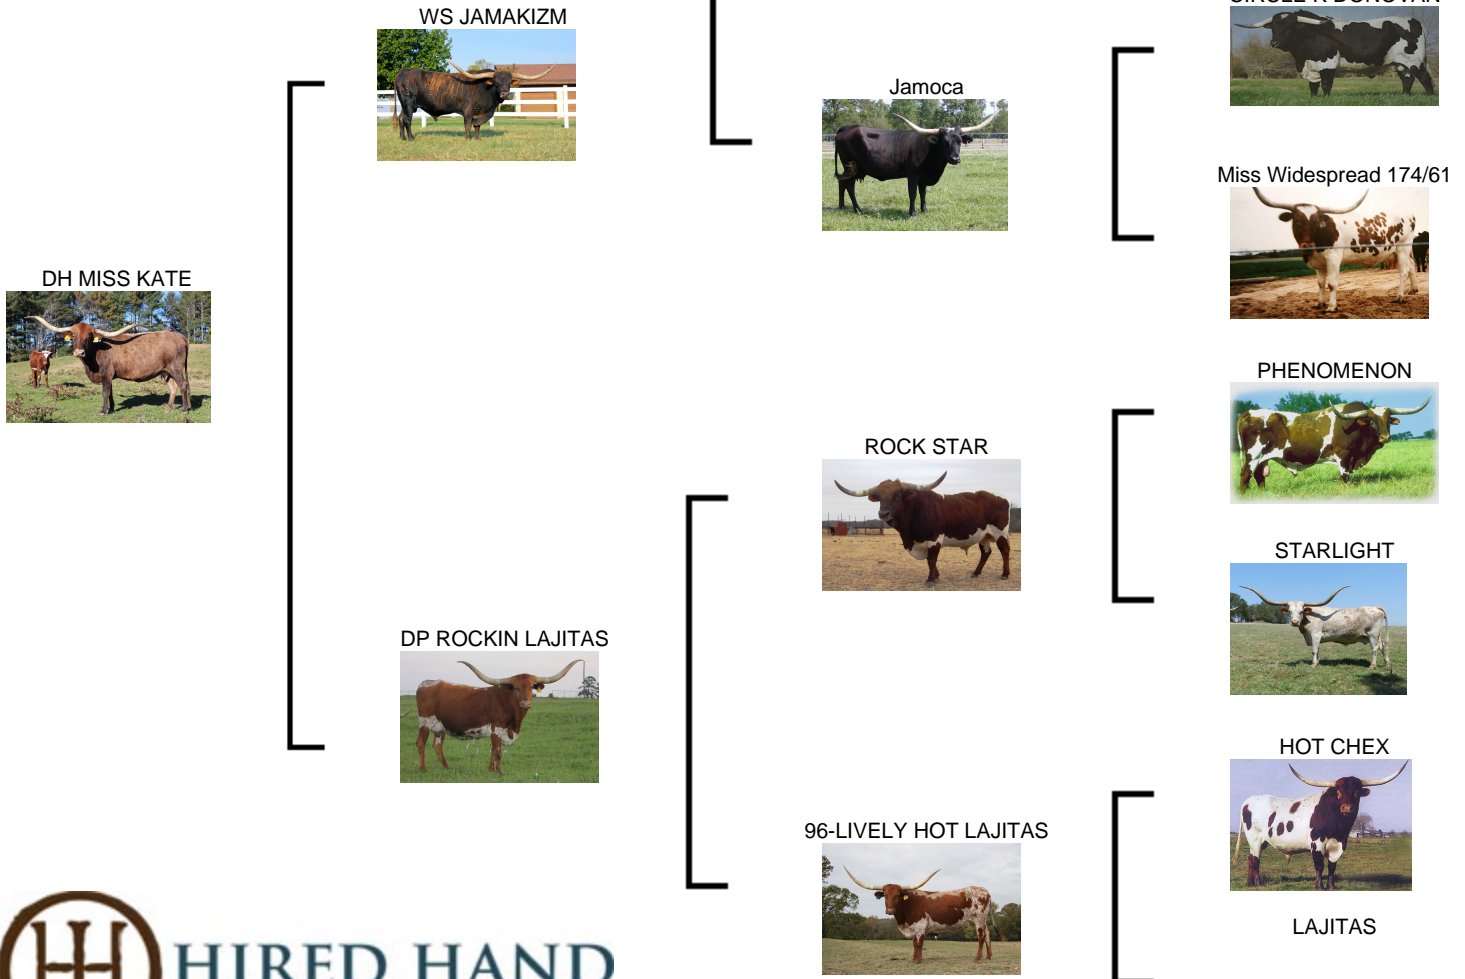 WS JAMAKIZM
Jamoca
Miss Widespread 174/61
DH MISS KATE
PHENOMENON
ROCK STAR
STARLIGHT
DP ROCKIN LAJITAS
HOT CHEX
96-LIVELY HOT LAJITAS
LAJITAS
HIRED HAND